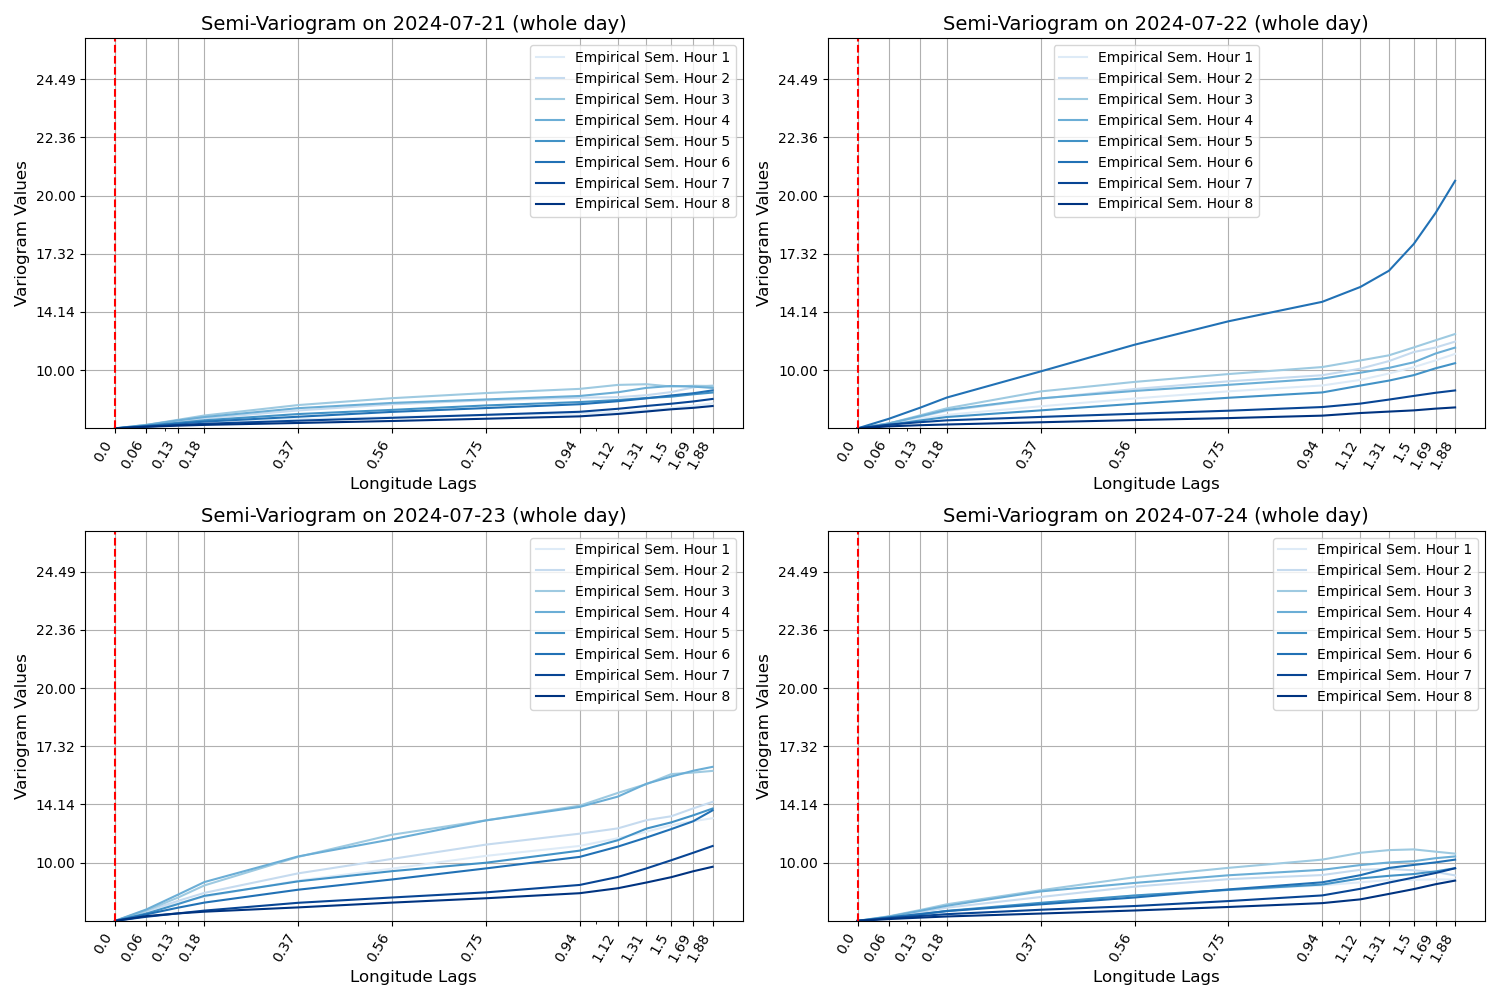 Semi-Variogram on 2024-07-21 (whole day)
Variogram Values
24.49
22.36
20.00
17.32
14.14
10.00
Empirical Sem. Hour 1
Empirical Sem. Hour 2
Empirical Sem. Hour 3
Empirical Sem. Hour 4
Empirical Sem. Hour 5
Empirical Sem. Hour 6
Empirical Sem. Hour 7
Empirical Sem. Hour 8
0.0 0.06 0.13 0.18 0.37 0.56 0.75 0.94 1.12 1.31 1.5 1.69 1.88
Longitude Lags
Semi-Variogram on 2024-07-22 (whole day)
Variogram Values
24.49
22.36
20.00
17.32
14.14
10.00
Empirical Sem. Hour 1
Empirical Sem. Hour 2
Empirical Sem. Hour 3
Empirical Sem. Hour 4
Empirical Sem. Hour 5
Empirical Sem. Hour 6
Empirical Sem. Hour 7
Empirical Sem. Hour 8
0.0 0.06 0.13 0.18 0.37 0.56 0.75 0.94 1.12 1.31 1.5 1.69 1.88
Longitude Lags
Semi-Variogram on 2024-07-23 (whole day)
Variogram Values
24.49
22.36
20.00
17.32
14.14
10.00
Empirical Sem. Hour 1
Empirical Sem. Hour 2
Empirical Sem. Hour 3
Empirical Sem. Hour 4
Empirical Sem. Hour 5
Empirical Sem. Hour 6
Empirical Sem. Hour 7
Empirical Sem. Hour 8
0.0 0.06 0.13 0.18 0.37 0.56 0.75 0.94 1.12 1.31 1.5 1.69 1.88
Longitude Lags
Semi-Variogram on 2024-07-24 (whole day)
Variogram Values
24.49
22.36
20.00
17.32
14.14
10.00
Empirical Sem. Hour 1
Empirical Sem. Hour 2
Empirical Sem. Hour 3
Empirical Sem. Hour 4
Empirical Sem. Hour 5
Empirical Sem. Hour 6
Empirical Sem. Hour 7
Empirical Sem. Hour 8
0.0 0.06 0.13 0.18 0.37 0.56 0.75 0.94 1.12 1.31 1.5 1.69 1.88
Longitude Lags